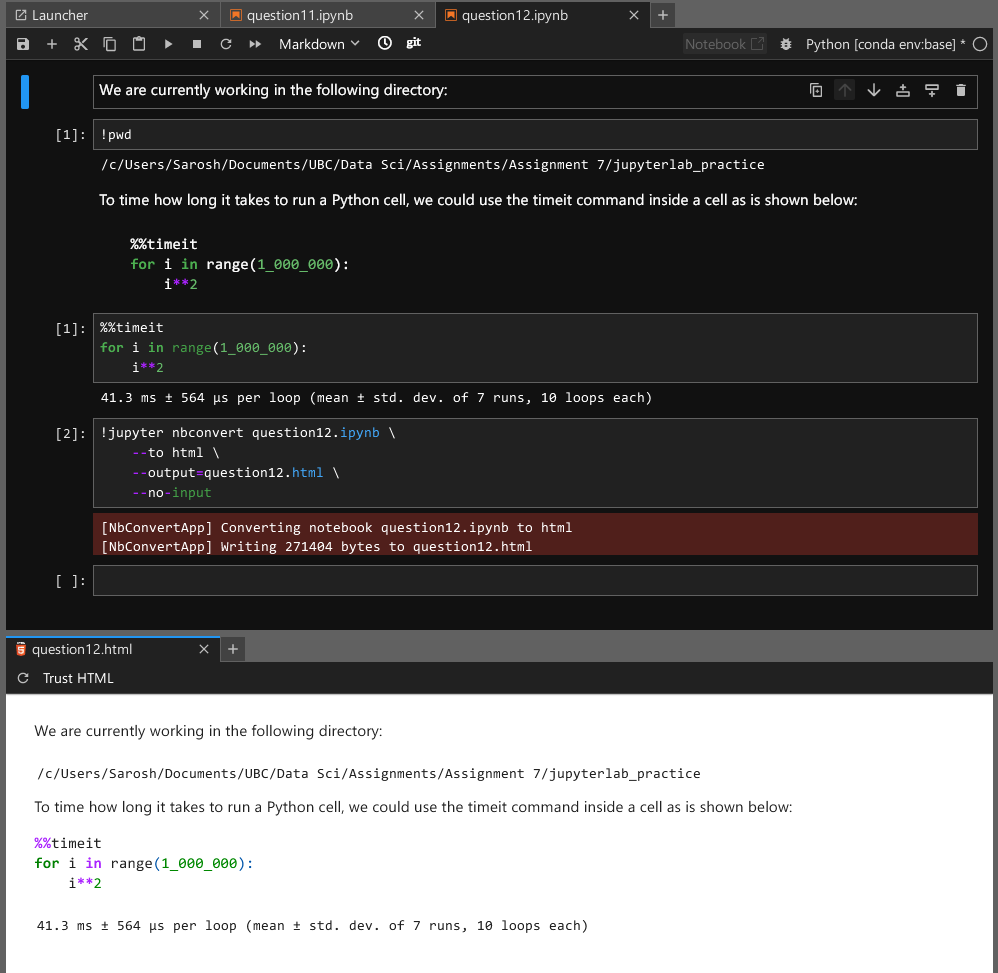 Launcher
question11.ipynb
question12.ipynb
Markdown
git
Notebook
Python [conda env:base] *
We are currently working in the following directory:
[1]:
!pwd
/c/Users/Sarosh/Documents/UBC/Data Sci/Assignments/Assignment 7/jupyterlab_practice
To time how long it takes to run a Python cell, we could use the timeit command inside a cell as is shown below:
%%timeit
for i in range(1_000_000):
    i**2
[1]:
%%timeit
for i in range(1_000_000):
    i**2
41.3 ms ± 564 µs per loop (mean ± std. dev. of 7 runs, 10 loops each)
[2]:
!jupyter nbconvert question12.ipynb \
    --to html \
    --output=question12.html \
    --no-input
[NbConvertApp] Converting notebook question12.ipynb to html
[NbConvertApp] Writing 271404 bytes to question12.html
[ ]:
question12.html
Trust HTML
We are currently working in the following directory:
/c/Users/Sarosh/Documents/UBC/Data Sci/Assignments/Assignment 7/jupyterlab_practice
To time how long it takes to run a Python cell, we could use the timeit command inside a cell as is shown below:
%%timeit
for i in range(1_000_000):
    i**2
41.3 ms ± 564 µs per loop (mean ± std. dev. of 7 runs, 10 loops each)